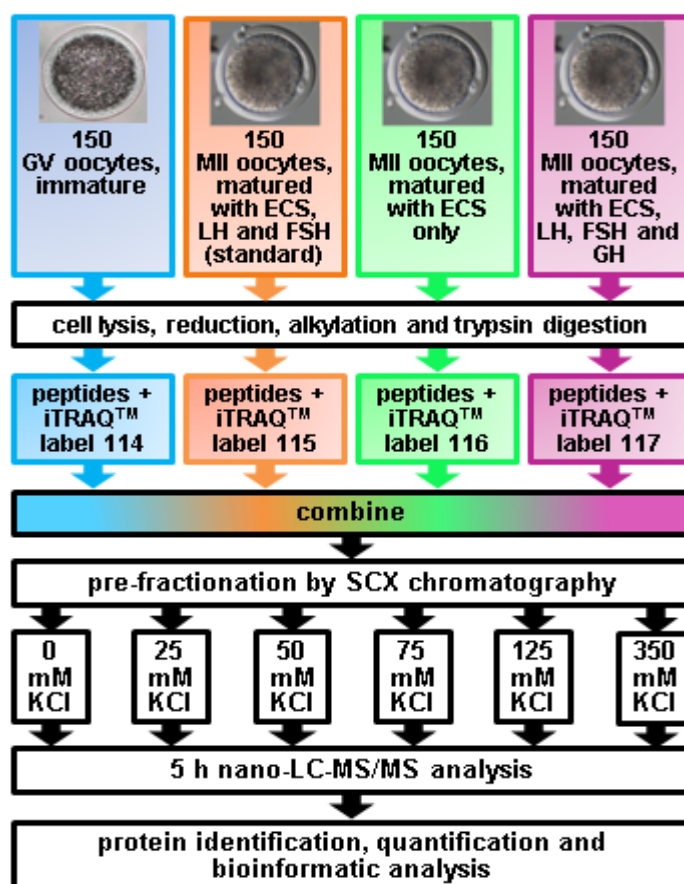 150
GV oocytes,
immature
150
MII oocytes,
matured
with ECS,
LH and FSH
(standard)
150
MII oocytes,
matured
with ECS
only
150
MII oocytes,
matured
with ECS,
LH, FSH and
GH
cell lysis, reduction, alkylation and trypsin digestion
peptides +
iTRAQ™
label 114
peptides +
iTRAQ™
label 115
peptides +
iTRAQ™
label 116
peptides +
iTRAQ™
label 117
combine
pre-fractionation by SCX chromatography
0
mM
KCl
25
mM
KCl
50
mM
KCl
75
mM
KCl
125
mM
KCl
350
mM
KCl
5 h nano-LC-MS/MS analysis
protein identification, quantification and
bioinformatic analysis